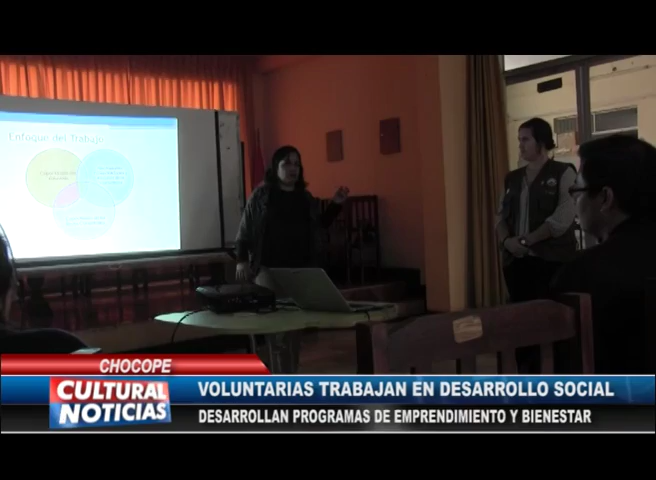 Enfoque del Trabajo
CHOCOPE
CULTURAL
NOTICIAS
VOLUNTARIAS TRABAJAN EN DESARROLLO SOCIAL
DESARROLLAN PROGRAMAS DE EMPRENDIMIENTO Y BIENESTAR